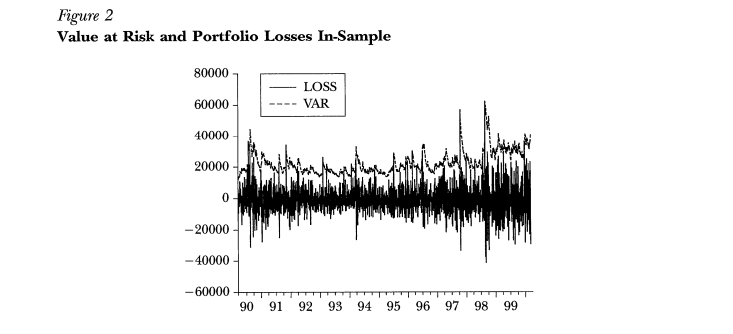 Figure 2
Value at Risk and Portfolio Losses In-Sample
80000
LOSS
VAR
60000
40000
20000
0
−20000
−40000
−60000
90 91 92 93 94 95 96 97 98 99